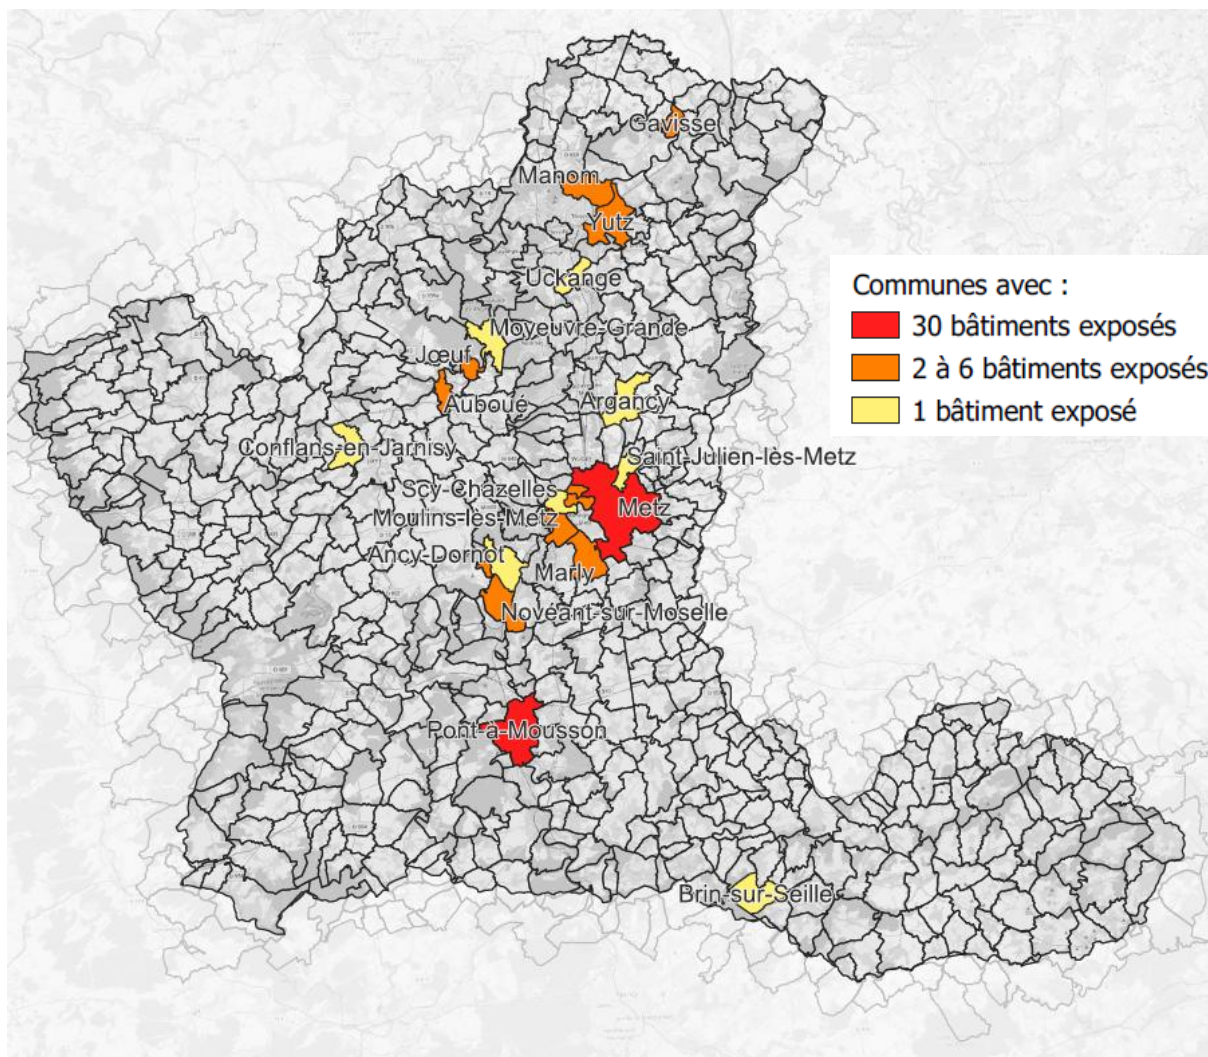 Gavisse
Manom
Yutz
Uckange
Communes avec :
30 bâtiments exposés
2 à 6 bâtiments exposés
1 bâtiment exposé
Moyeuvre-Grande
Jœuf
Auboué
Argancy
Conflans-en-Jarnisy
Saint-Julien-lès-Metz
Scy-Chazelles
Metz
Moulins-lès-Metz
Ancy-Dornot
Marly
Novéant-sur-Moselle
Pont-à-Mousson
Brin-sur-Seille